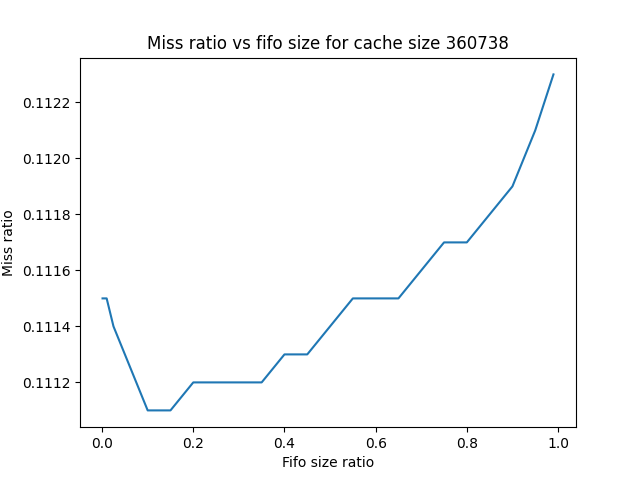 Miss ratio vs fifo size for cache size 360738
Miss ratio
0.1122
0.1120
0.1118
0.1116
0.1114
0.1112
0.0 0.2 0.4 0.6 0.8 1.0
Fifo size ratio